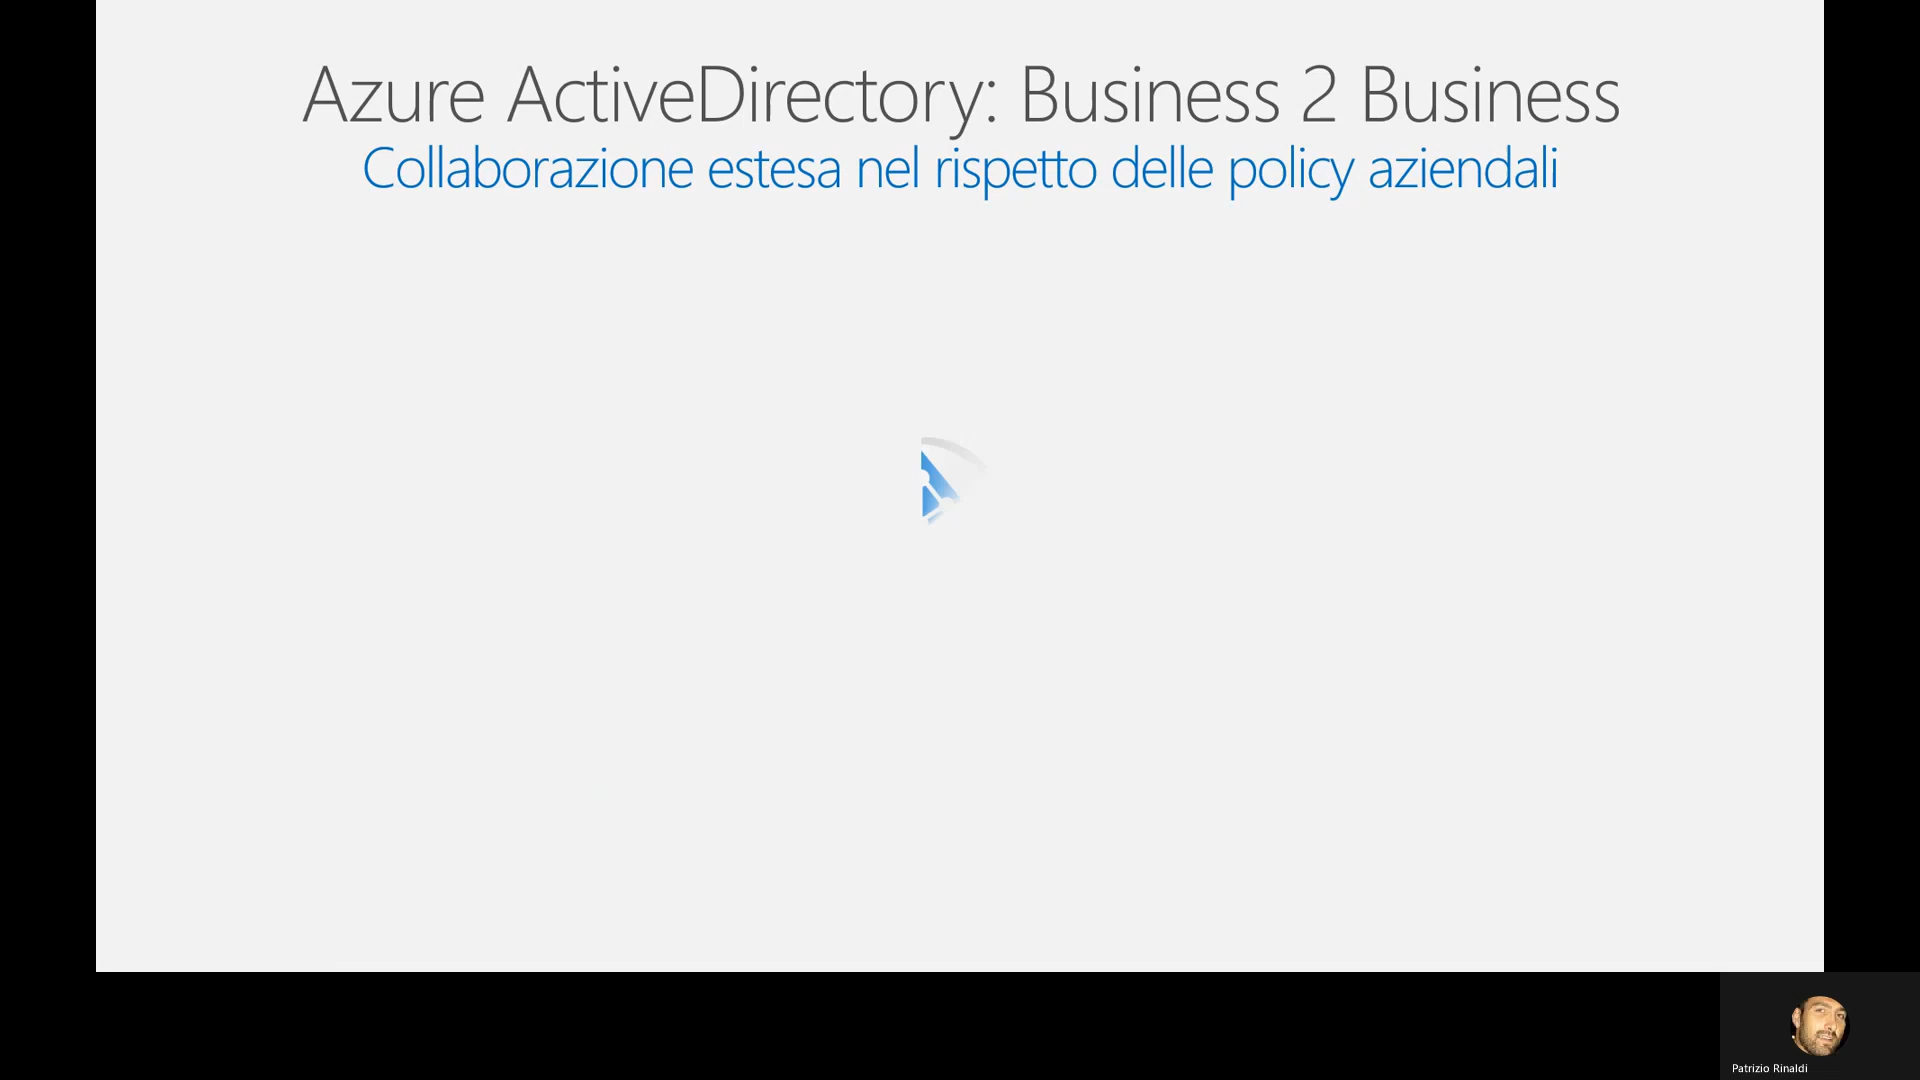 Azure ActiveDirectory: Business 2 Business
Collaborazione estesa nel rispetto delle policy aziendali
Patrizio Rinaldi